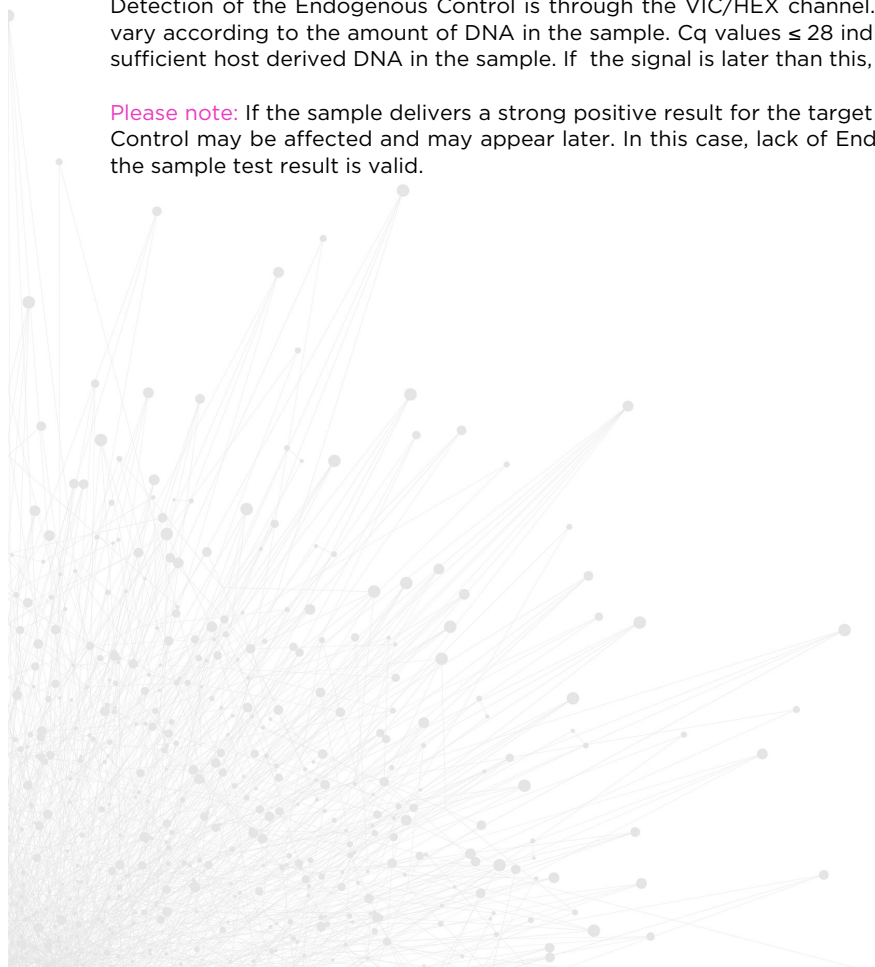 Detection of the Endogenous Control is through the VIC/HEX channel.
vary according to the amount of DNA in the sample. Cq values ≤ 28 ind
sufficient host derived DNA in the sample. If the signal is later than this,
Please note: If the sample delivers a strong positive result for the target
Control may be affected and may appear later. In this case, lack of End
the sample test result is valid.